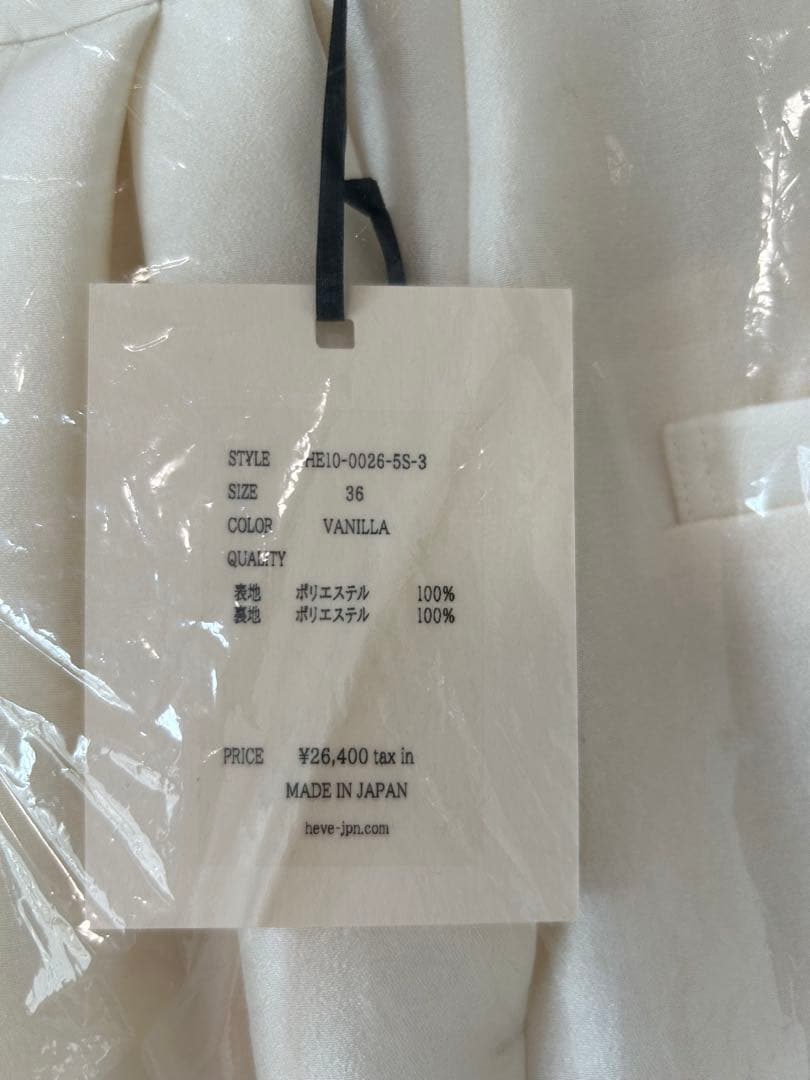 STYLE HE10-0026-5S-3
SIZE 36
COLOR VANILLA
QUALITY
表地 ポリエステル 100%
裏地 ポリエステル 100%
PRICE ¥26,400 tax in
MADE IN JAPAN
heve-jpn.com